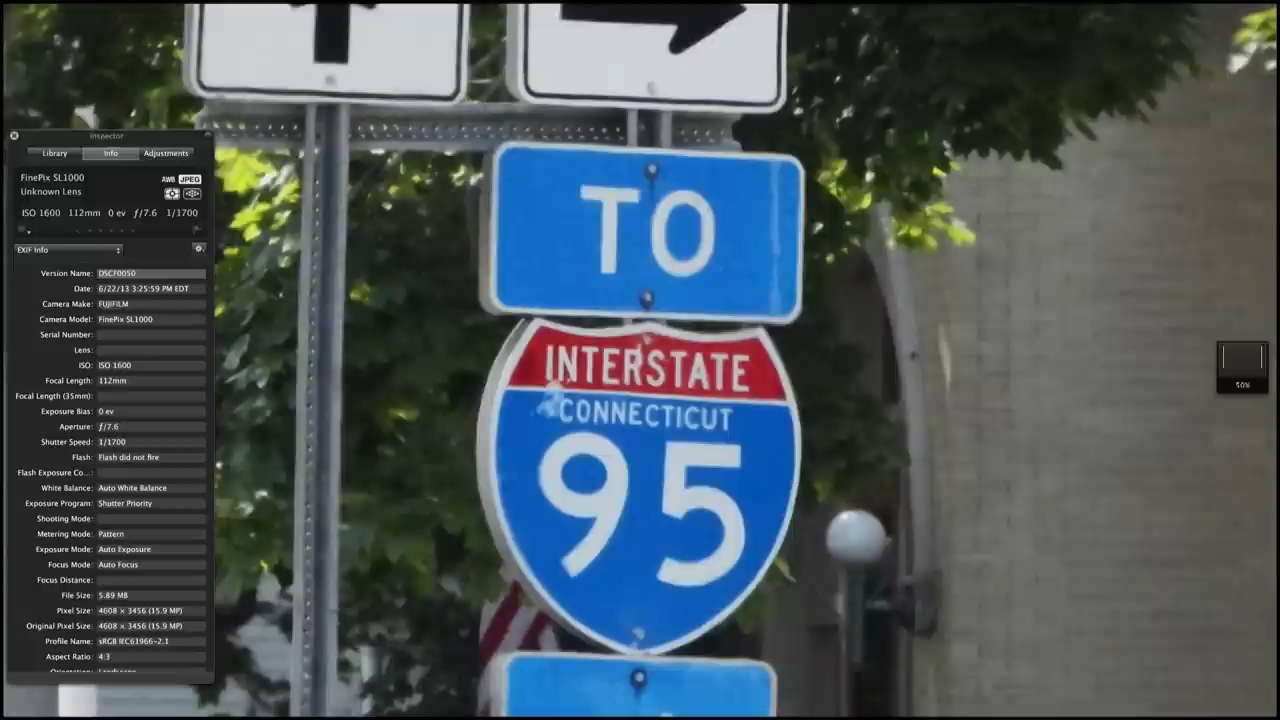 Inspector
Library Info Adjustments
FinePix SL1000
AWB JPEG
Unknown Lens
ISO 1600 112mm 0 ev ƒ/7.6 1/1700
EXIF Info
Version Name: DSCF0050
Date: 6/22/13 3:25:59 PM EDT
Camera Make: FUJIFILM
Camera Model: FinePix SL1000
Serial Number:
Lens:
ISO: ISO 1600
Focal Length: 112mm
Focal Length (35mm):
Exposure Bias: 0 ev
Aperture: ƒ/7.6
Shutter Speed: 1/1700
Flash: Flash did not fire
Flash Exposure Co...:
White Balance: Auto White Balance
Exposure Program: Shutter Priority
Shooting Mode:
Metering Mode: Pattern
Exposure Mode: Auto Exposure
Focus Mode: Auto Focus
Focus Distance:
File Size: 5.89 MB
Pixel Size: 4608 × 3456 (15.9 MP)
Original Pixel Size: 4608 × 3456 (15.9 MP)
Profile Name: sRGB IEC61966-2.1
Aspect Ratio: 4:3
TO
INTERSTATE
CONNECTICUT
95
50%